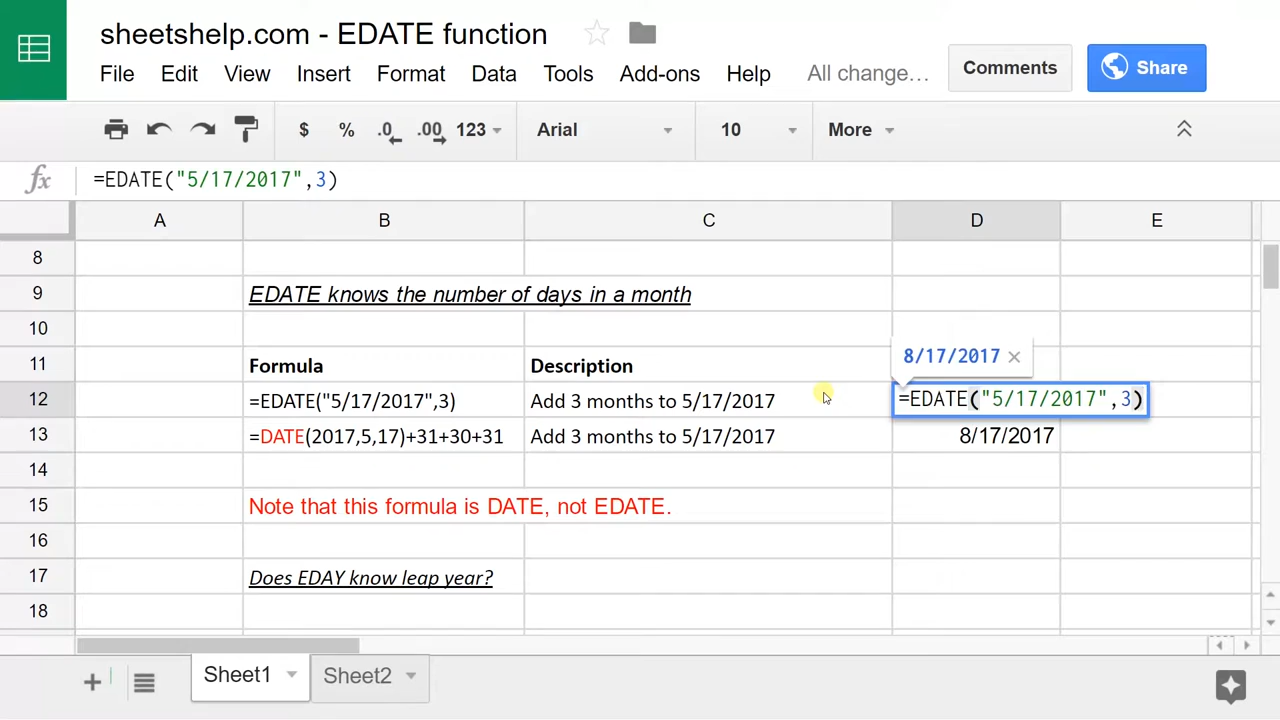 sheetshelp.com - EDATE function
File Edit View Insert Format Data Tools Add-ons Help All change... Comments Share
$ % .0 .00 123 Arial 10 More
fx =EDATE("5/17/2017",3)
A B C D E
8
9 EDATE knows the number of days in a month
10
8/17/2017 ×
11 Formula Description
12 =EDATE("5/17/2017",3) Add 3 months to 5/17/2017 =EDATE("5/17/2017",3)
13 =DATE(2017,5,17)+31+30+31 Add 3 months to 5/17/2017 8/17/2017
14
15 Note that this formula is DATE, not EDATE.
16
17 Does EDAY know leap year?
18
+ Sheet1 Sheet2